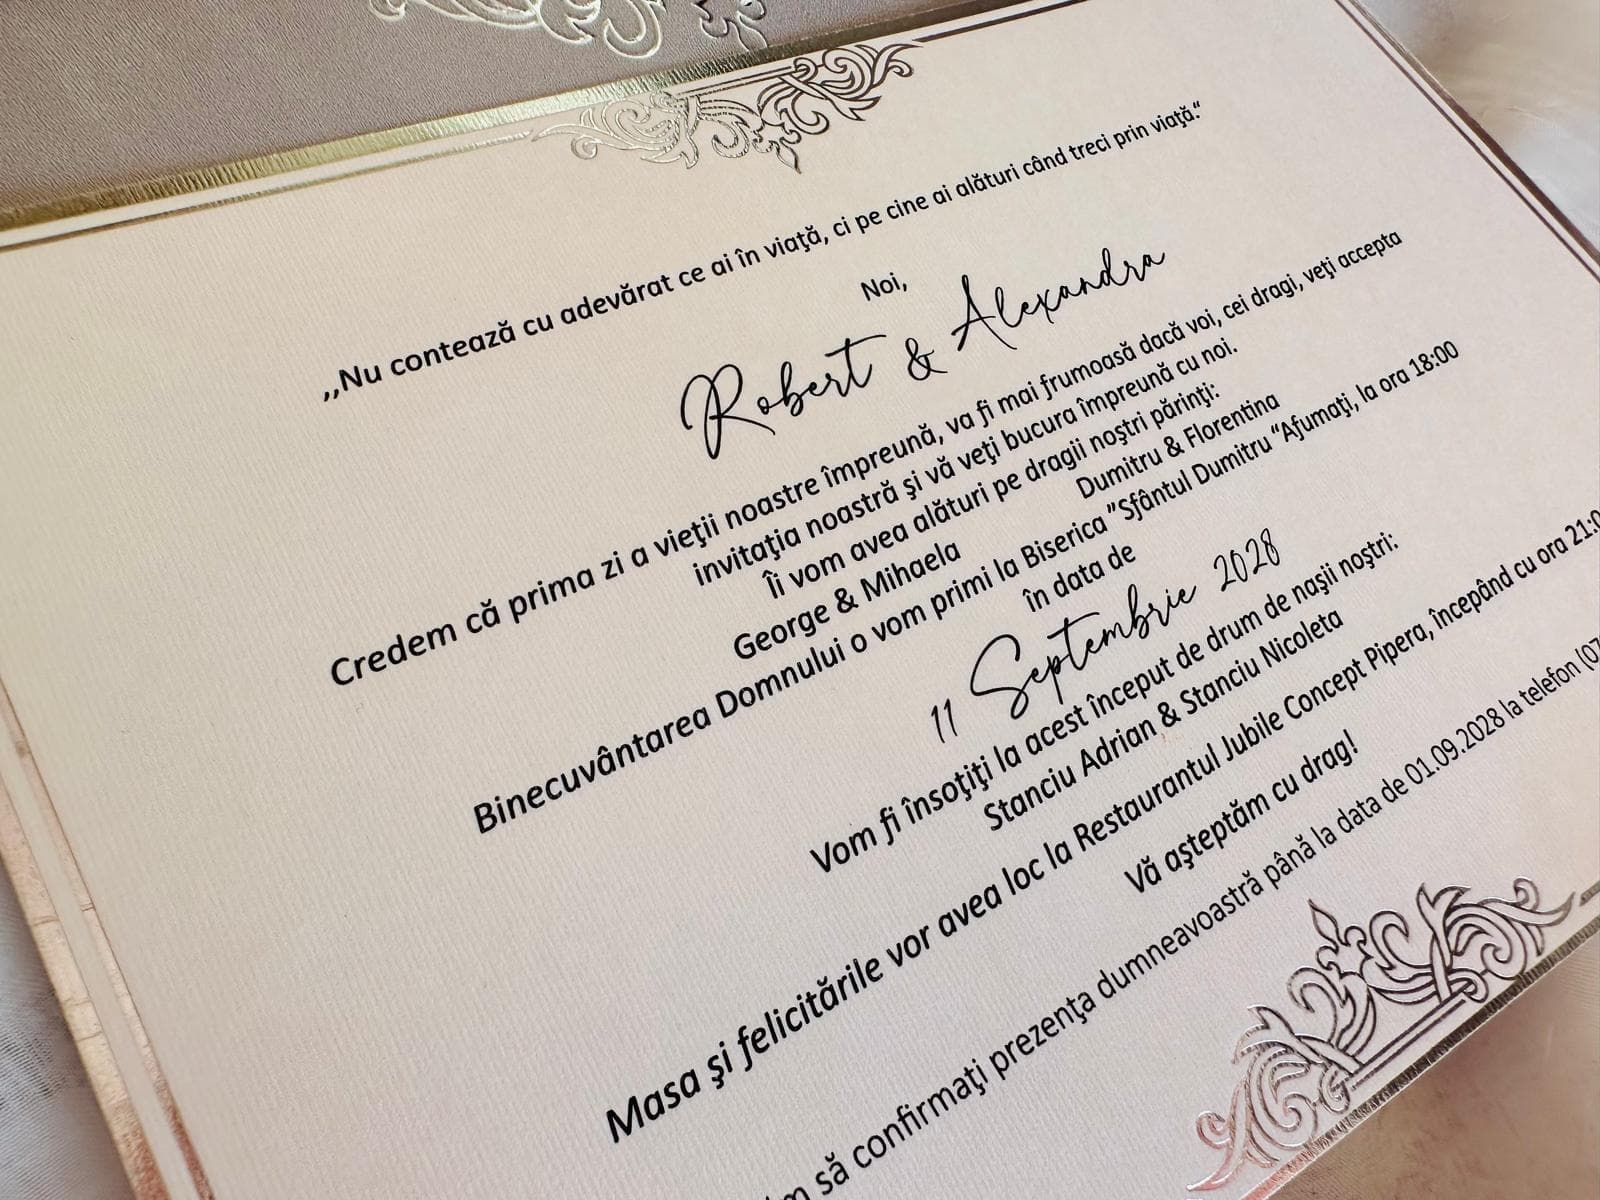 ,,Nu contează cu adevărat ce ai în viaţă, ci pe cine ai alături când treci prin viaţă.“
Noi,
Robert & Alexandra
Credem că prima zi a vieţii noastre împreună, va fi mai frumoasă dacă voi, cei dragi, veţi accepta
invitaţia noastră şi vă veţi bucura împreună cu noi.
Îi vom avea alături pe dragii noştri părinţi:
George & Mihaela Dumitru & Florentina
Binecuvântarea Domnului o vom primi la Biserica ”Sfântul Dumitru “Afumaţi, la ora 18:00
în data de
11 Septembrie 2028
Vom fi însoţiţi la acest început de drum de naşii noştri:
Stanciu Adrian & Stanciu Nicoleta
Masa şi felicitările vor avea loc la Restaurantul Jubile Concept Pipera, începând cu ora
Vă aşteptăm cu drag!
să confirmaţi prezenţa dumneavoastră până la data de 01.09.2028 la telefon (07